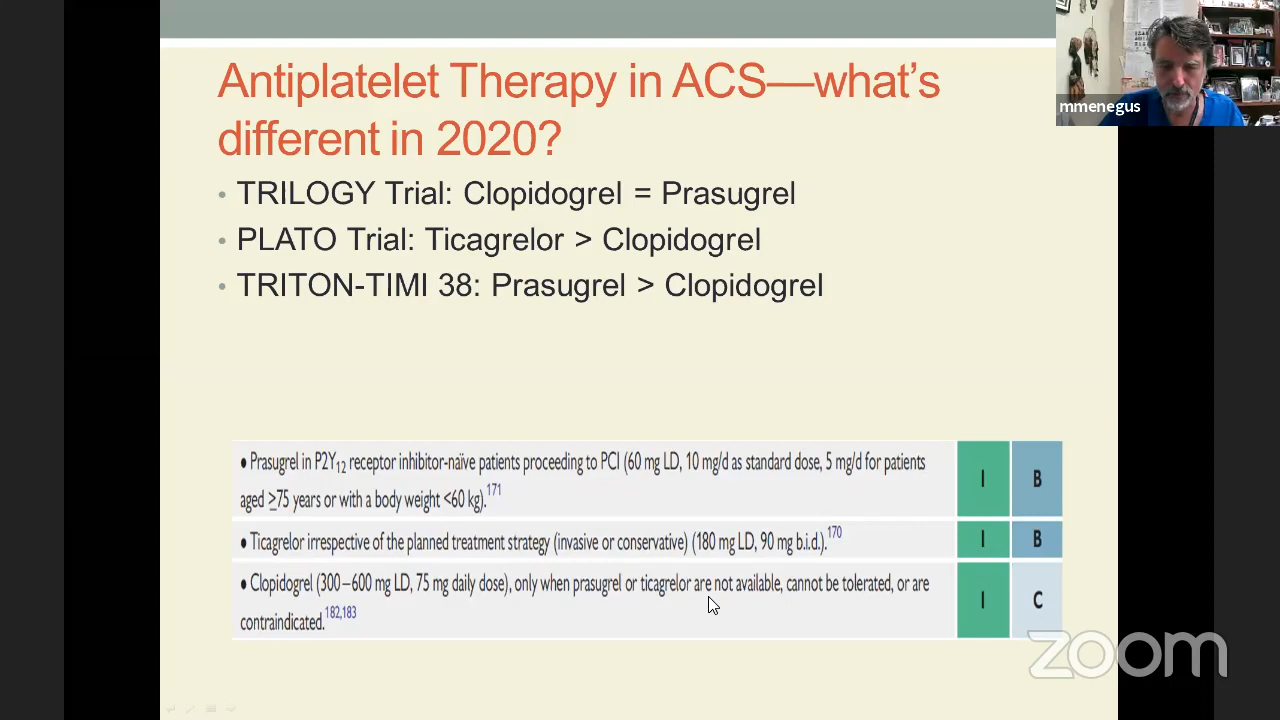 Antiplatelet Therapy in ACS—what's
different in 2020?
• TRILOGY Trial: Clopidogrel = Prasugrel
• PLATO Trial: Ticagrelor > Clopidogrel
• TRITON-TIMI 38: Prasugrel > Clopidogrel
mmenegus
• Prasugrel in P2Y12 receptor inhibitor-naïve patients proceeding to PCI (60 mg LD, 10 mg/d as standard dose, 5 mg/d for patients
aged ≥75 years or with a body weight <60 kg).171
I B
• Ticagrelor irrespective of the planned treatment strategy (invasive or conservative) (180 mg LD, 90 mg b.i.d.).170
I B
• Clopidogrel (300–600 mg LD, 75 mg daily dose), only when prasugrel or ticagrelor are not available, cannot be tolerated, or are
contraindicated.182,183
I C
zoom